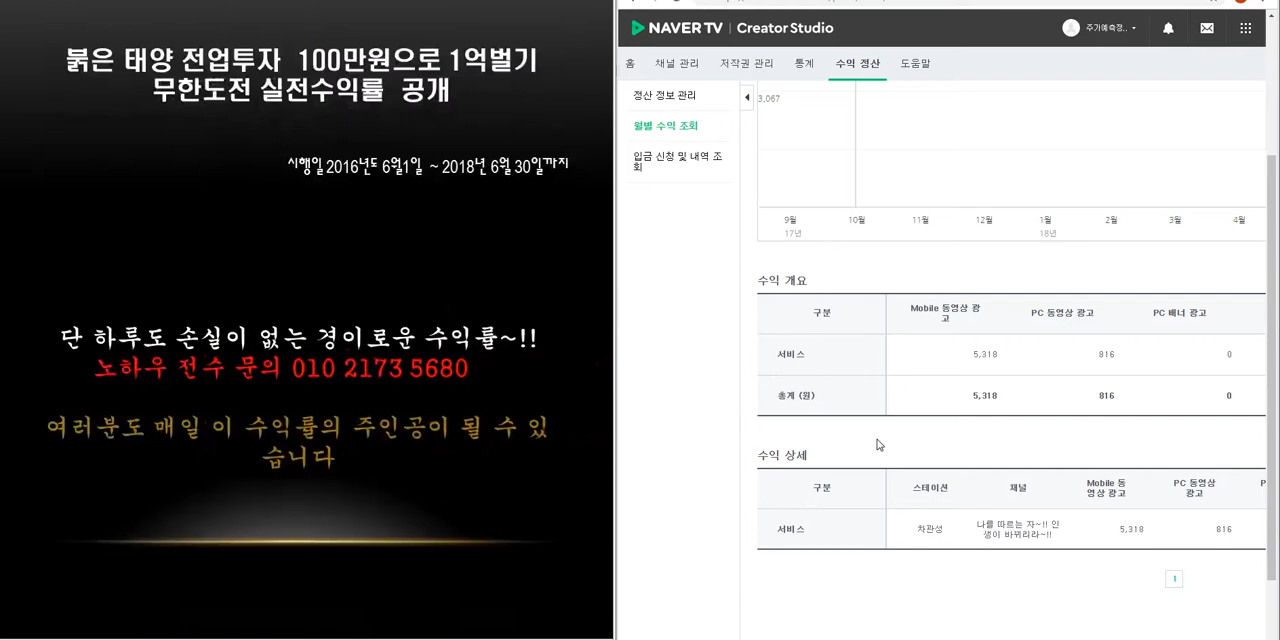 붉은 태양 전업투자  100만원으로 1억벌기
무한도전 실전수익률  공개
시행일 2016년도 6월1일  ~ 2018년 6월 30일까지
단 하루도 손실이 없는 경이로운 수익률~!!
노하우 전수 문의 010 2173 5680
여러분도 매일 이 수익률의 주인공이 될 수 있
습니다
NAVER TV | Creator Studio
주가예측정..
홈 채널 관리 저작권 관리 통계 수익 정산 도움말
정산 정보 관리
월별 수익 조회
입금 신청 및 내역 조
회
3,067
9월 10월 11월 12월 1월 2월 3월 4월
17년 18년
수익 개요
구분 Mobile 동영상 광
고 PC 동영상 광고 PC 배너 광고
서비스 5,318 816 0
총계 (원) 5,318 816 0
수익 상세
구분 스테이션 채널 Mobile 동
영상 광고 PC 동영상
광고 P
서비스 차관성 나를 따르는 자~!! 인
생이 바뀌리라~!! 5,318 816
1